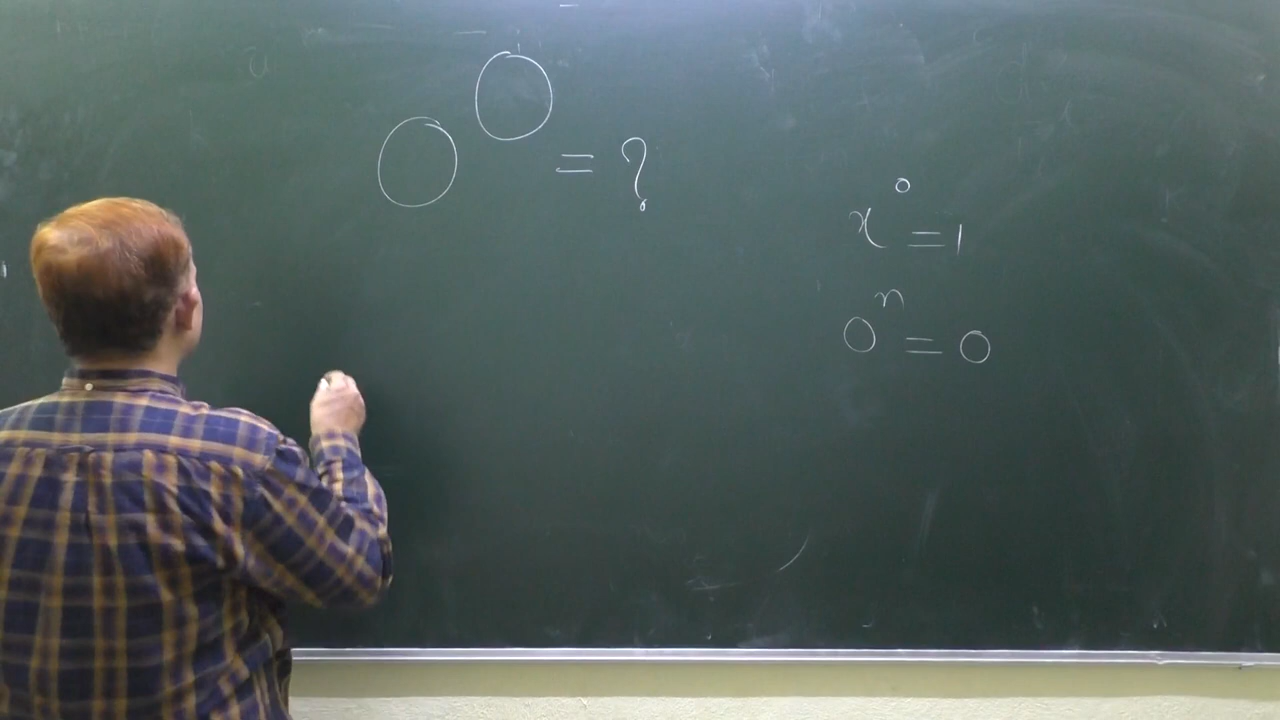 0⁰ = ?
x⁰ = 1
0ⁿ = 0